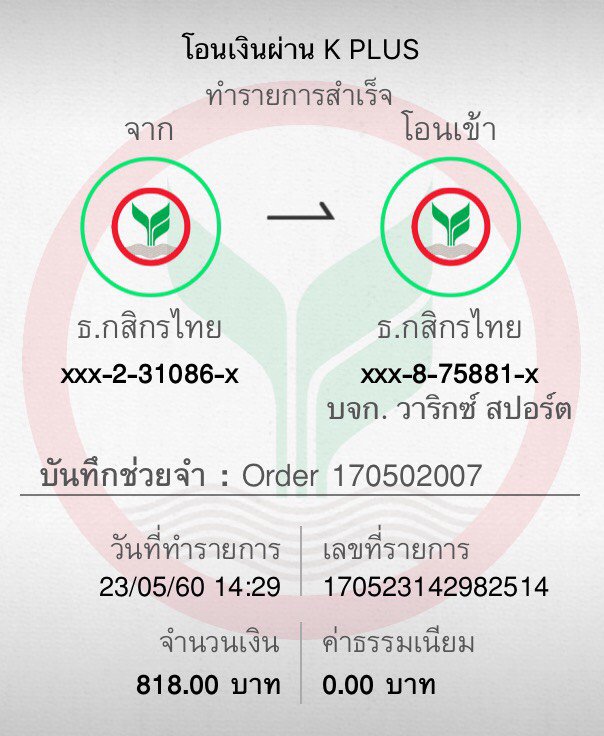 โอนเงินผ่าน K PLUS
ทำรายการสำเร็จ
จาก
โอนเข้า
ธ.กสิกรไทย
ธ.กสิกรไทย
xxx-2-31086-x
xxx-8-75881-x
บจก. วาริกซ์ สปอร์ต
บันทึกช่วยจำ : Order 170502007
วันที่ทำรายการ
เลขที่รายการ
23/05/60 14:29
170523142982514
จำนวนเงิน
ค่าธรรมเนียม
818.00 บาท
0.00 บาท